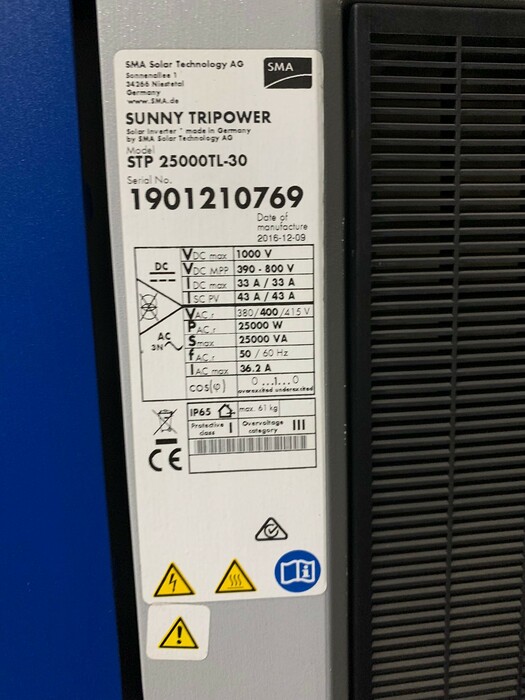 SMA Solar Technology AG
Sonnenallee 1
34266 Niestetal
Germany
www.SMA.de
SMA
SUNNY TRIPOWER
Solar Inverter * made in Germany
by SMA Solar Technology AG
Model
STP 25000TL-30
Serial No.
1901210769
Date of
manufacture
2016-12-09
DC
VDC max 1000 V
VDC MPP 390 - 800 V
IDC max 33 A / 33 A
ISC PV 43 A / 43 A
VAC,r 380/400/415 V
AC
3N
PAC,r 25000 W
Smax 25000 VA
fAC,r 50 / 60 Hz
IAC max 36.2 A
cos(φ) 0 ...1...0
overexcited underexcited
IP65 max. 61 kg
Protective class I Overvoltage category III
CE